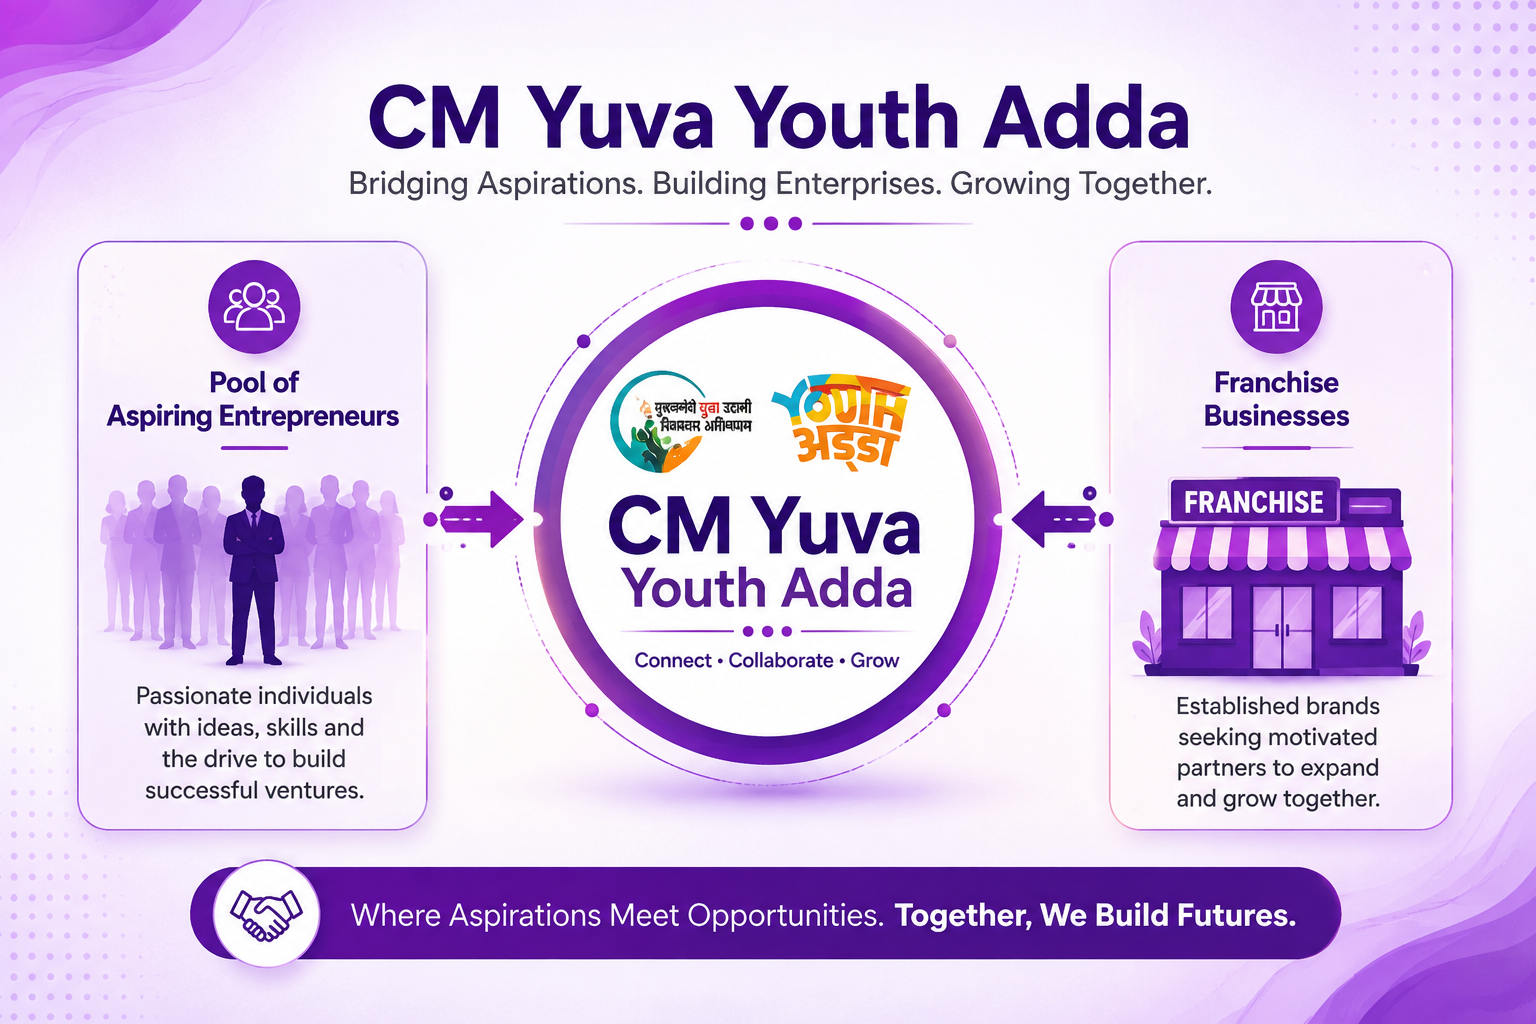 CM Yuva Youth Adda
Bridging Aspirations. Building Enterprises. Growing Together.
Pool of
Aspiring Entrepreneurs
Passionate individuals
with ideas, skills and
the drive to build
successful ventures.
युवा
YOUTH
अड्डा
CM Yuva
Youth Adda
Connect • Collaborate • Grow
Franchise
Businesses
FRANCHISE
Established brands
seeking motivated
partners to expand
and grow together.
Where Aspirations Meet Opportunities. Together, We Build Futures.